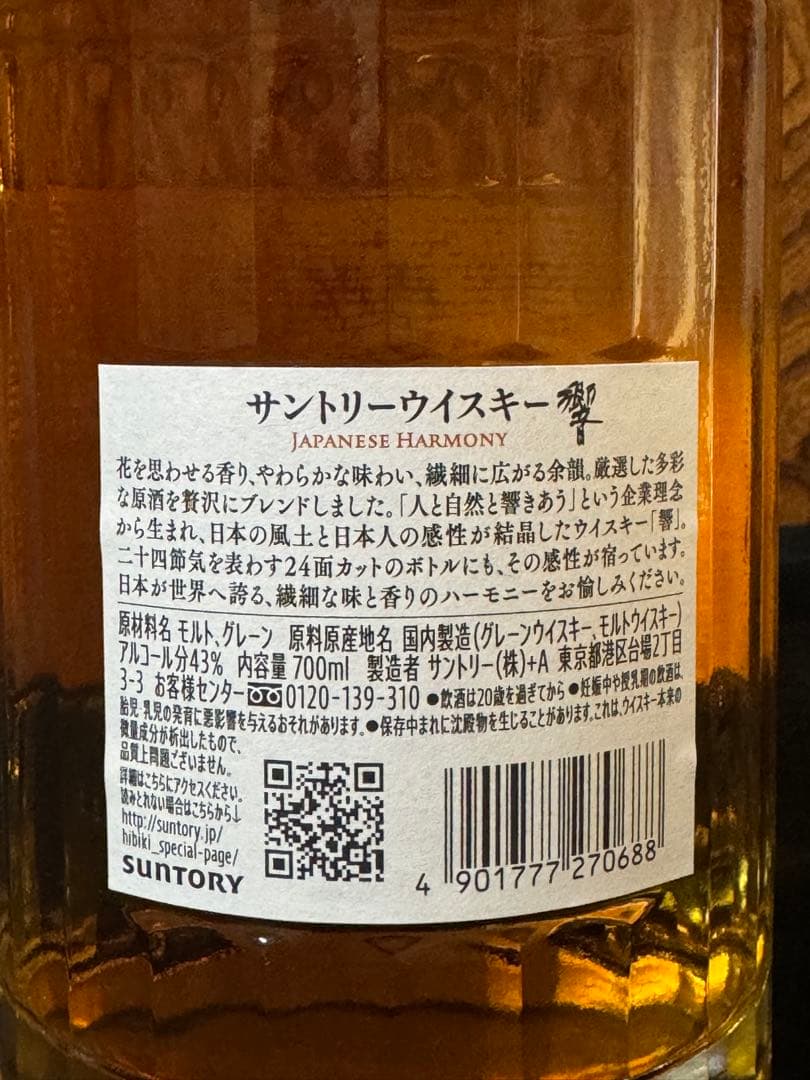 サントリーウイスキー 響
JAPANESE HARMONY
花を思わせる香り、やわらかな味わい、繊細に広がる余韻。厳選した多彩
な原酒を贅沢にブレンドしました。「人と自然と響きあう」という企業理念
から生まれ、日本の風土と日本人の感性が結晶したウイスキー「響」。
二十四節気を表わす24面カットのボトルにも、その感性が宿っています。
日本が世界へ誇る、繊細な味と香りのハーモニーをお愉しみください。
原材料名 モルト、グレーン 原料原産地名 国内製造(グレーンウイスキー、モルトウイスキー)
アルコール分43% 内容量 700ml 製造者 サントリー(株)+A 東京都港区台場2丁目
3-3 お客様センター 0120-139-310 ●飲酒は20歳を過ぎてから ●妊娠中や授乳期の飲酒は、
胎児・乳児の発育に悪影響を与えるおそれがあります。●保存中まれに沈殿物を生じることがあります。これは、ウイスキー本来の
微量成分が析出したもので、
品質上問題ございません。
詳細はこちらにアクセスください。
読みとれない場合はこちらから↓
http://suntory.jp/
hibiki_special-page/
SUNTORY
4 901777 270688